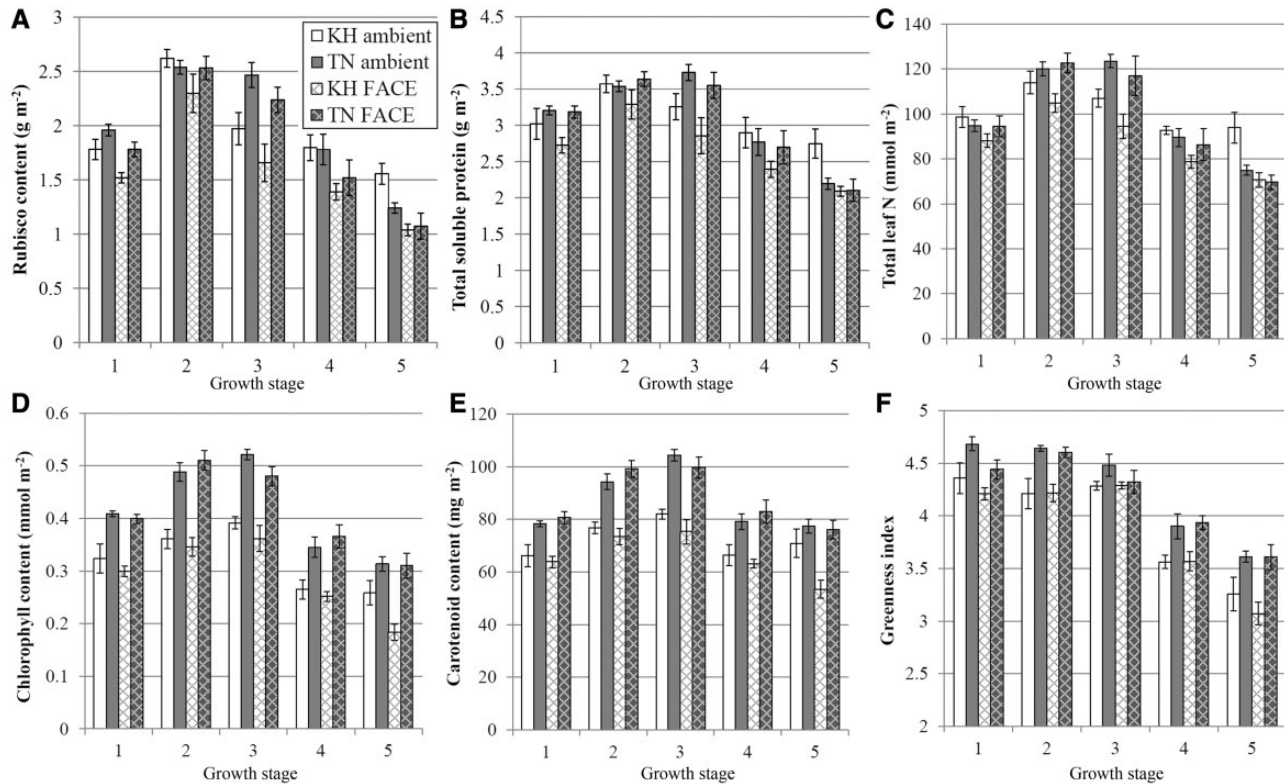 A
Rubisco content (g m⁻²)
3
2.5
2
1.5
1
0.5
0
KH ambient
TN ambient
KH FACE
TN FACE
1 2 3 4 5
Growth stage
B
Total soluble protein (g m⁻²)
4.5
4
3.5
3
2.5
2
1.5
1
0.5
0
1 2 3 4 5
Growth stage
C
Total leaf N (mmol m⁻²)
140
120
100
80
60
40
20
0
1 2 3 4 5
Growth stage
D
Chlorophyll content (mmol m⁻²)
0.6
0.5
0.4
0.3
0.2
0.1
0
1 2 3 4 5
Growth stage
E
Carotenoid content (mg m⁻²)
120
100
80
60
40
20
0
1 2 3 4 5
Growth stage
F
Greenness index
5
4.5
4
3.5
3
2.5
2
1 2 3 4 5
Growth stage